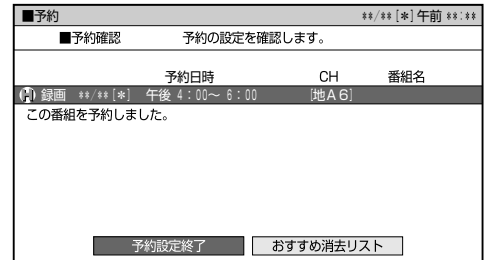 ■予約 **/**[*]午前 **:**
■予約確認 予約の設定を確認します。
予約日時 CH 番組名
録画 **/**[*] 午後 4:00～ 6:00 [地A6]
この番組を予約しました。
予約設定終了 おすすめ消去リスト